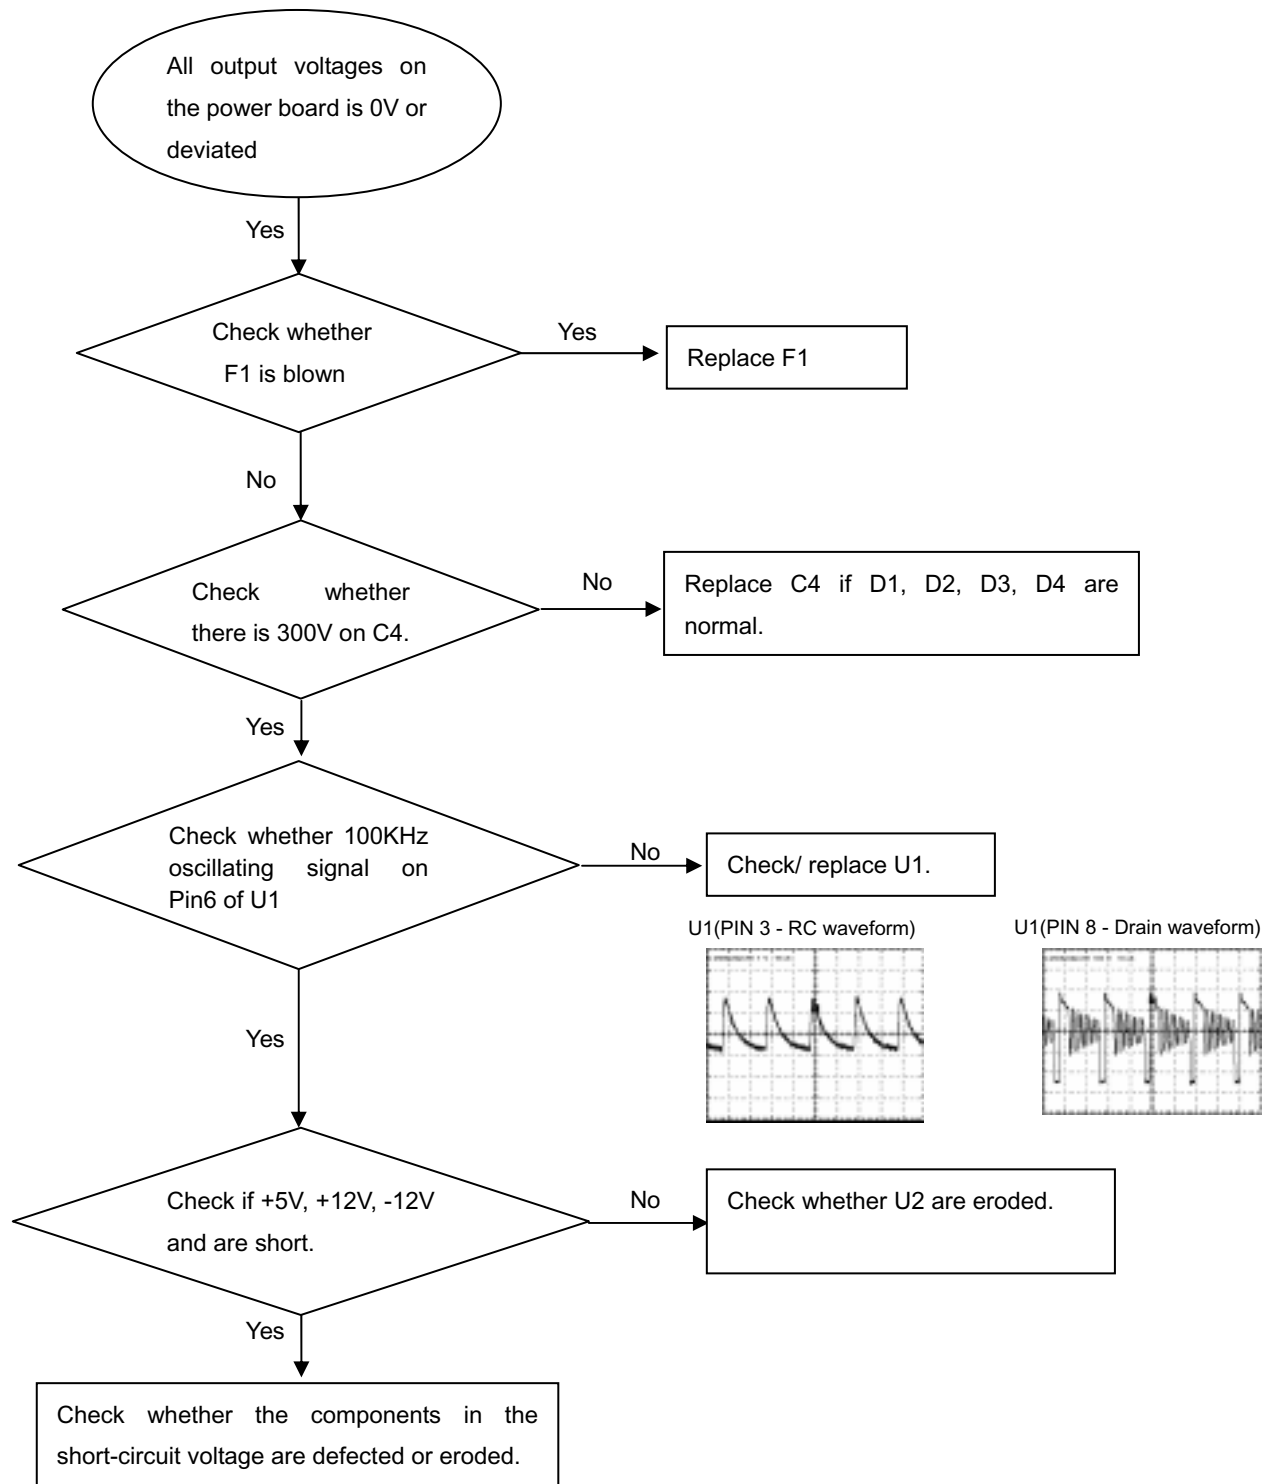 All output voltages on
the power board is 0V or
deviated
Yes
Check whether
F1 is blown
Yes
Replace F1
No
Check whether
there is 300V on C4.
No
Replace C4 if D1, D2, D3, D4 are
normal.
Yes
Check whether 100KHz
oscillating signal on
Pin6 of U1
No
Check/ replace U1.
U1(PIN 3 - RC waveform)
U1(PIN 8 - Drain waveform)
Yes
Check if +5V, +12V, -12V
and are short.
No
Check whether U2 are eroded.
Yes
Check whether the components in the
short-circuit voltage are defected or eroded.